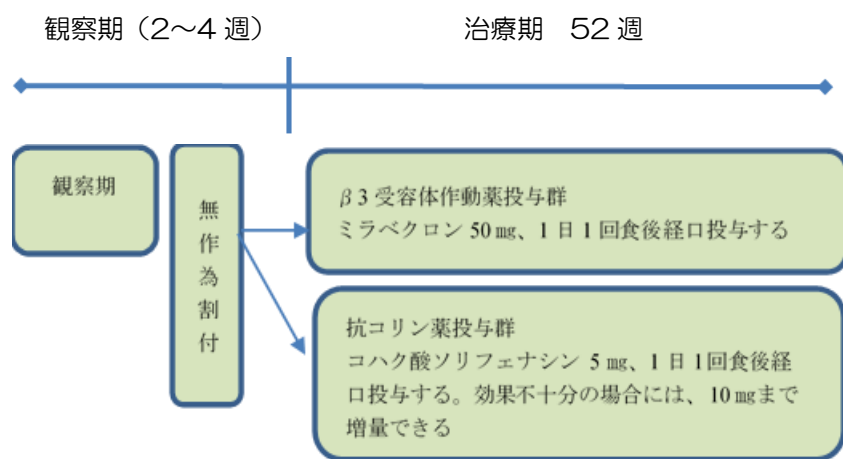 観察期（2～4 週）
治療期　52 週
観察期
無作為割付
β3 受容体作動薬投与群
ミラベクロン 50 ㎎、1 日 1 回食後経口投与する
抗コリン薬投与群
コハク酸ソリフェナシン 5 ㎎、1 日 1 回食後経
口投与する。効果不十分の場合には、10 ㎎まで
増量できる